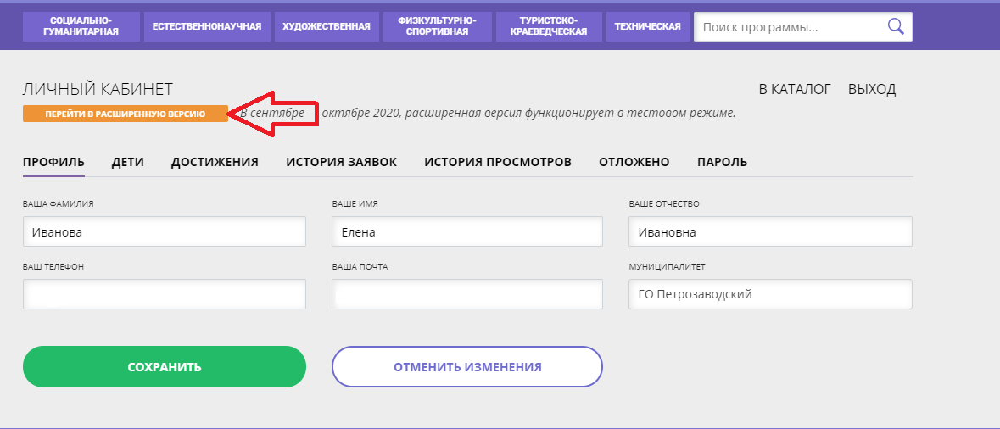 СОЦИАЛЬНО-
ГУМАНИТАРНАЯ
ЕСТЕСТВЕННОНАУЧНАЯ
ХУДОЖЕСТВЕННАЯ
ФИЗКУЛЬТУРНО-
СПОРТИВНАЯ
ТУРИСТСКО-
КРАЕВЕДЧЕСКАЯ
ТЕХНИЧЕСКАЯ
Поиск программы...
ЛИЧНЫЙ КАБИНЕТ
В КАТАЛОГ ВЫХОД
ПЕРЕЙТИ В РАСШИРЕННУЮ ВЕРСИЮ
В сентябре — октябре 2020, расширенная версия функционирует в тестовом режиме.
ПРОФИЛЬ ДЕТИ ДОСТИЖЕНИЯ ИСТОРИЯ ЗАЯВОК ИСТОРИЯ ПРОСМОТРОВ ОТЛОЖЕНО ПАРОЛЬ
ВАША ФАМИЛИЯ ВАШЕ ИМЯ ВАШЕ ОТЧЕСТВО
Иванова Елена Ивановна
ВАШ ТЕЛЕФОН ВАША ПОЧТА МУНИЦИПАЛИТЕТ
ГО Петрозаводский
СОХРАНИТЬ ОТМЕНИТЬ ИЗМЕНЕНИЯ